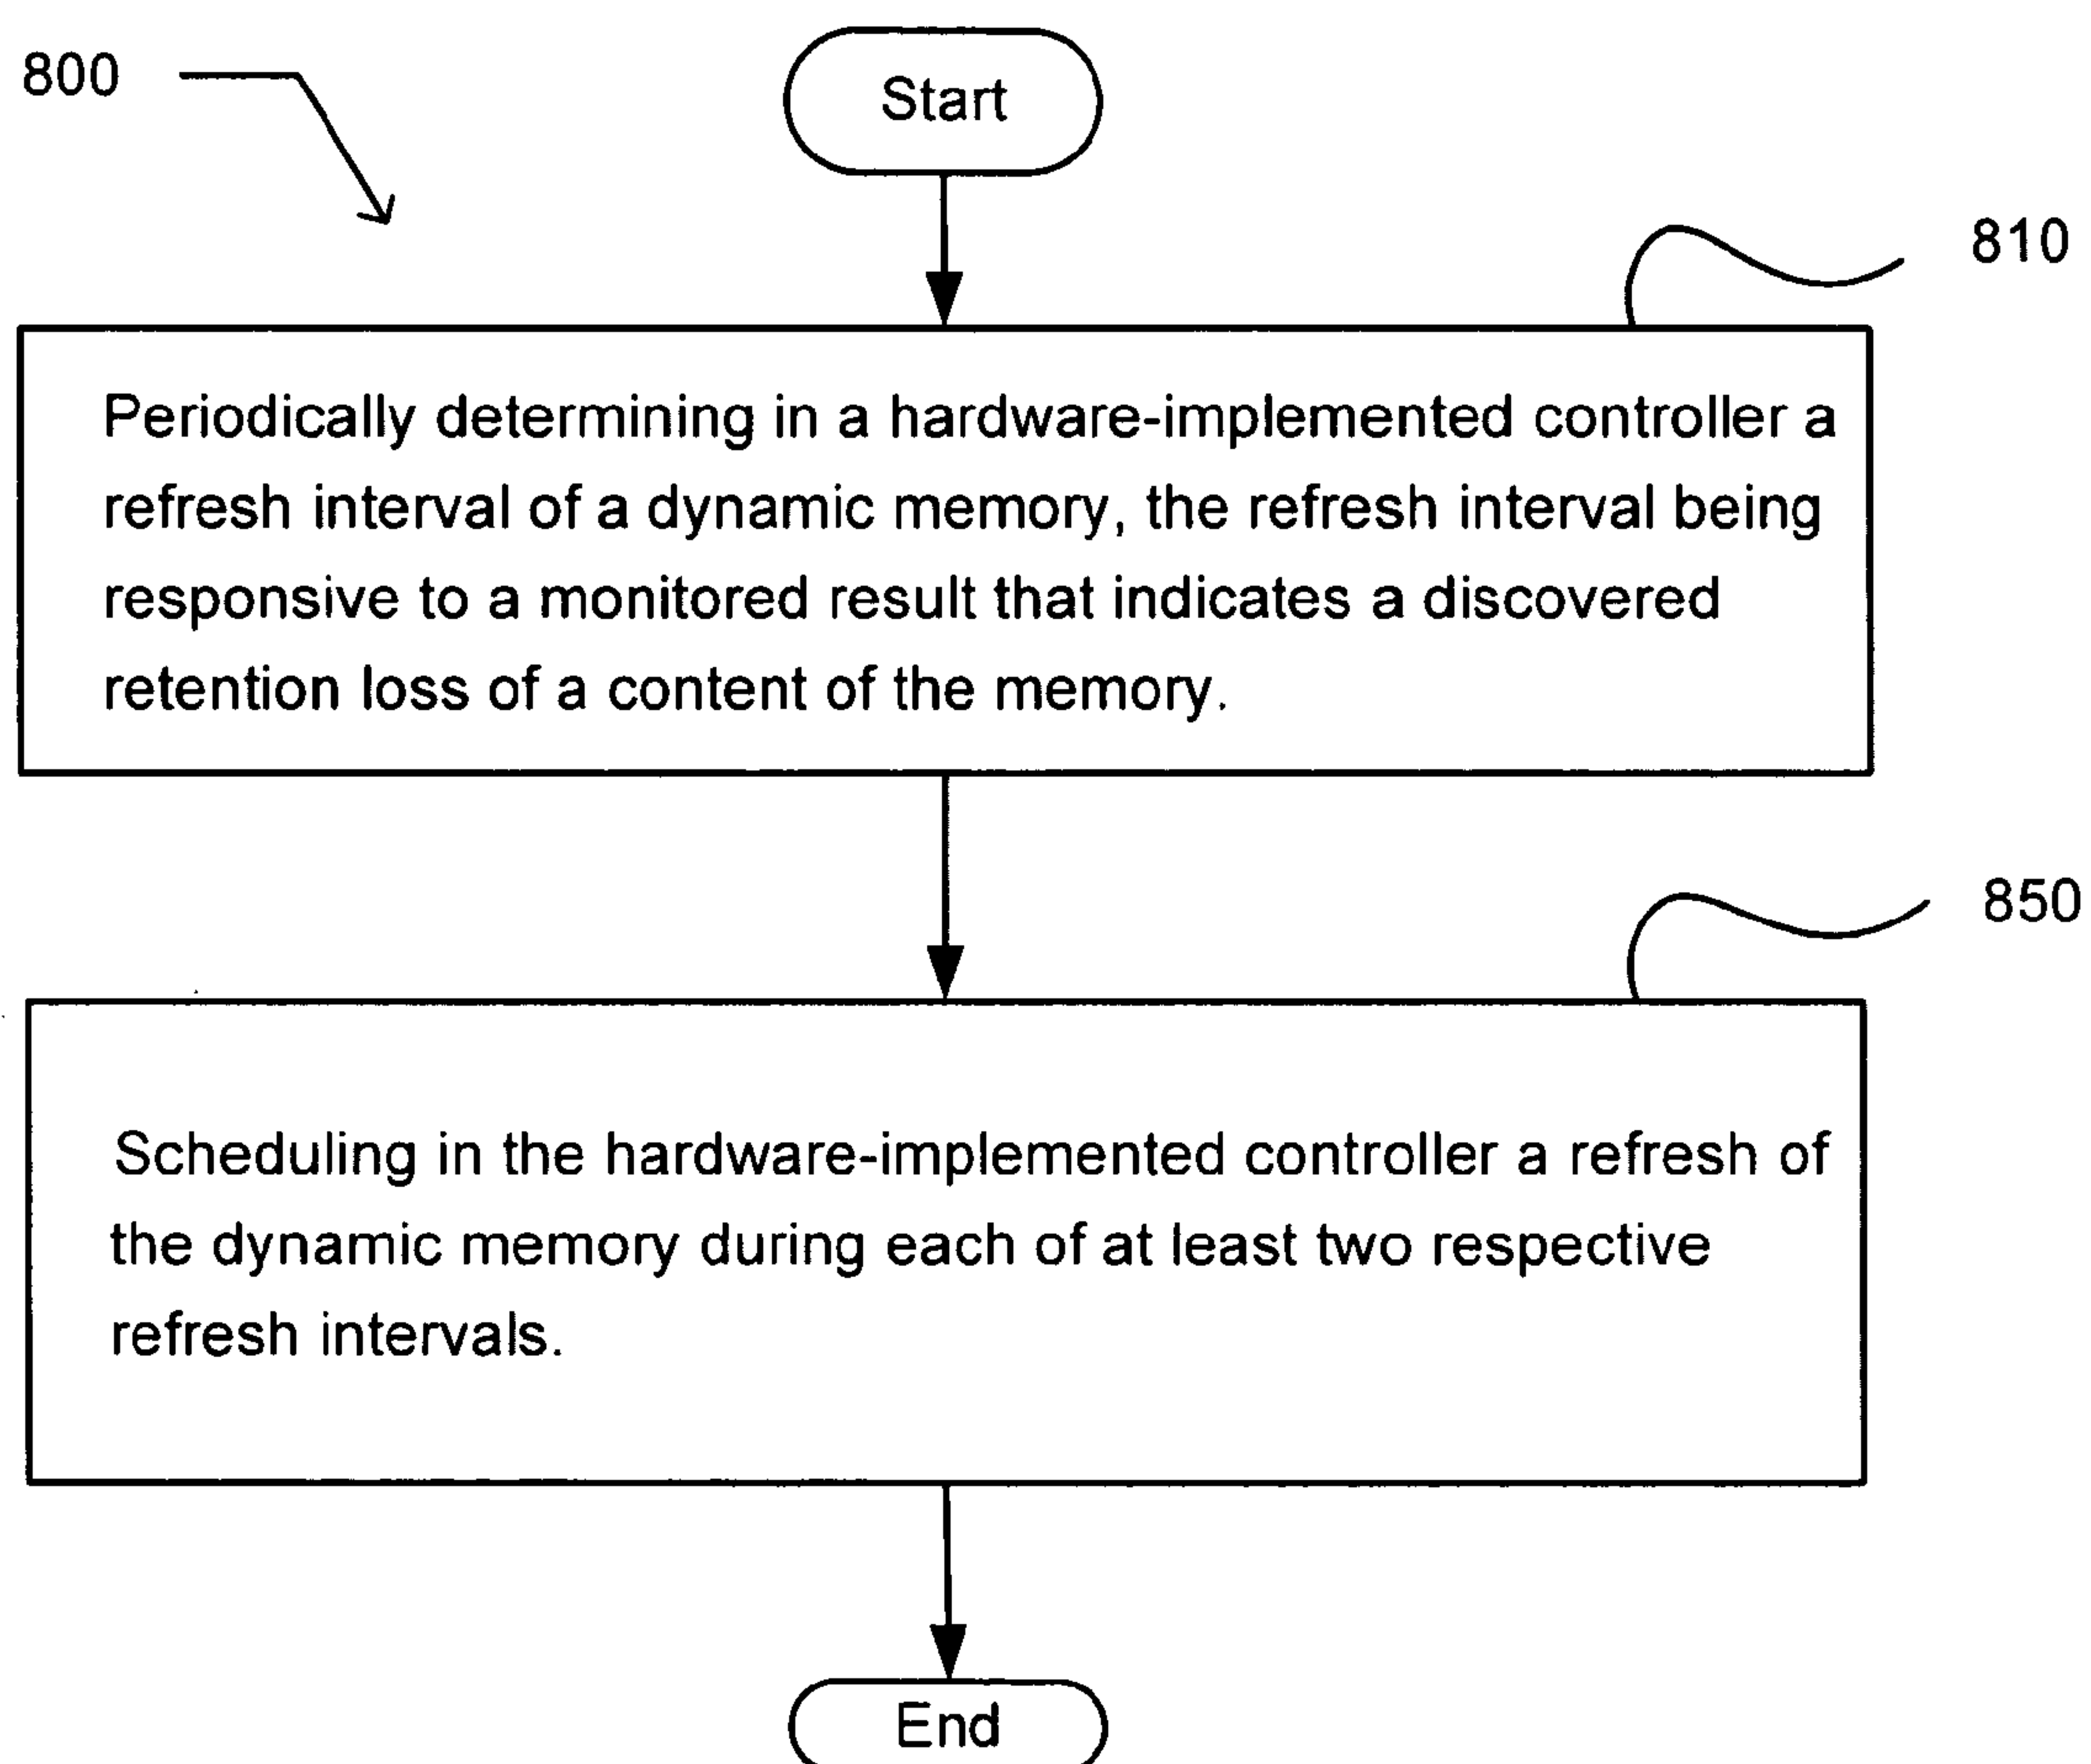 800
Start
810
Periodically determining in a hardware-implemented controller a
refresh interval of a dynamic memory, the refresh interval being
responsive to a monitored result that indicates a discovered
retention loss of a content of the memory.
850
Scheduling in the hardware-implemented controller a refresh of
the dynamic memory during each of at least two respective
refresh intervals.
End